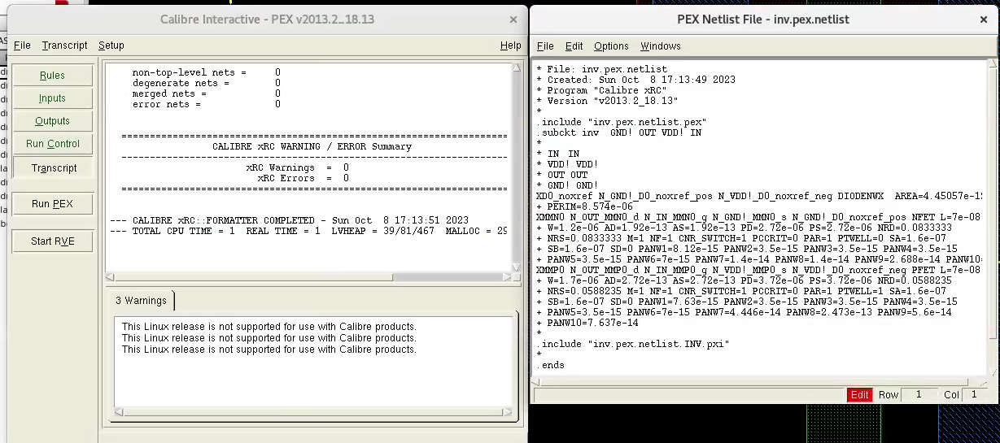 Calibre Interactive - PEX v2013.2_18.13
File Transcript Setup Help
Rules
Inputs
Outputs
Run Control
Transcript
Run PEX
Start RVE
non-top-level nets = 0
degenerate nets = 0
merged nets = 0
error nets = 0
CALIBRE xRC WARNING / ERROR Summary
xRC Warnings = 0
xRC Errors = 0
--- CALIBRE xRC::FORMATTER COMPLETED - Sun Oct 8 17:13:51 2023
--- TOTAL CPU TIME = 1 REAL TIME = 1 LVHEAP = 39/81/467 MALLOC = 29
3 Warnings
This Linux release is not supported for use with Calibre products.
This Linux release is not supported for use with Calibre products.
This Linux release is not supported for use with Calibre products.
PEX Netlist File - inv.pex.netlist
File Edit Options Windows
* File: inv.pex.netlist
* Created: Sun Oct 8 17:13:49 2023
* Program "Calibre xRC"
* Version "v2013.2_18.13"
*
.include "inv.pex.netlist.pex"
.subckt inv GND! OUT VDD! IN
*
* IN IN
* VDD! VDD!
* OUT OUT
* GND! GND!
XD0_noxref N_GND!_D0_noxref_pos N_VDD!_D0_noxref_neg DIODENWX AREA=4.45057e-12
+ PERIM=8.574e-06
XMMN0 N_OUT_MMN0_d N_IN_MMN0_g N_GND!_MMN0_s N_GND!_D0_noxref_pos NFET L=7e-08
+ W=1.2e-06 AD=1.92e-13 AS=1.92e-13 PD=2.72e-06 PS=2.72e-06 NRD=0.0833333
+ NRS=0.0833333 M=1 NF=1 CNR_SWITCH=1 PCCRIT=0 PAR=1 PTWELL=0 SA=1.6e-07
+ SB=1.6e-07 SD=0 PANW1=8.12e-15 PANW2=3.5e-15 PANW3=3.5e-15 PANW4=3.5e-15
+ PANW5=3.5e-15 PANW6=7e-15 PANW7=1.4e-14 PANW8=1.4e-14 PANW9=2.688e-14 PANW10=
XMMP0 N_OUT_MMP0_d N_IN_MMP0_g N_VDD!_MMP0_s N_VDD!_D0_noxref_neg PFET L=7e-08
+ W=1.7e-06 AD=2.72e-13 AS=2.72e-13 PD=3.72e-06 PS=3.72e-06 NRD=0.0588235
+ NRS=0.0588235 M=1 NF=1 CNR_SWITCH=1 PCCRIT=0 PAR=1 PTWELL=1 SA=1.6e-07
+ SB=1.6e-07 SD=0 PANW1=7.63e-15 PANW2=3.5e-15 PANW3=3.5e-15 PANW4=3.5e-15
+ PANW5=3.5e-15 PANW6=7e-15 PANW7=4.446e-14 PANW8=2.473e-13 PANW9=5.6e-14
+ PANW10=7.637e-14
*
.include "inv.pex.netlist.INV.pxi"
*
.ends
Edit Row 1 Col 1